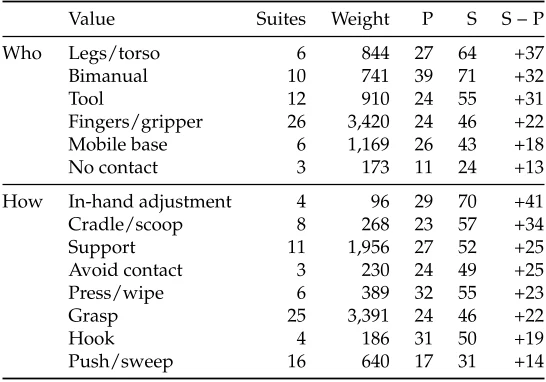 Value Suites Weight P S S – P
Who Legs/torso 6 844 27 64 +37
Bimanual 10 741 39 71 +32
Tool 12 910 24 55 +31
Fingers/gripper 26 3,420 24 46 +22
Mobile base 6 1,169 26 43 +18
No contact 3 173 11 24 +13
How In-hand adjustment 4 96 29 70 +41
Cradle/scoop 8 268 23 57 +34
Support 11 1,956 27 52 +25
Avoid contact 3 230 24 49 +25
Press/wipe 6 389 32 55 +23
Grasp 25 3,391 24 46 +22
Hook 4 186 31 50 +19
Push/sweep 16 640 17 31 +14